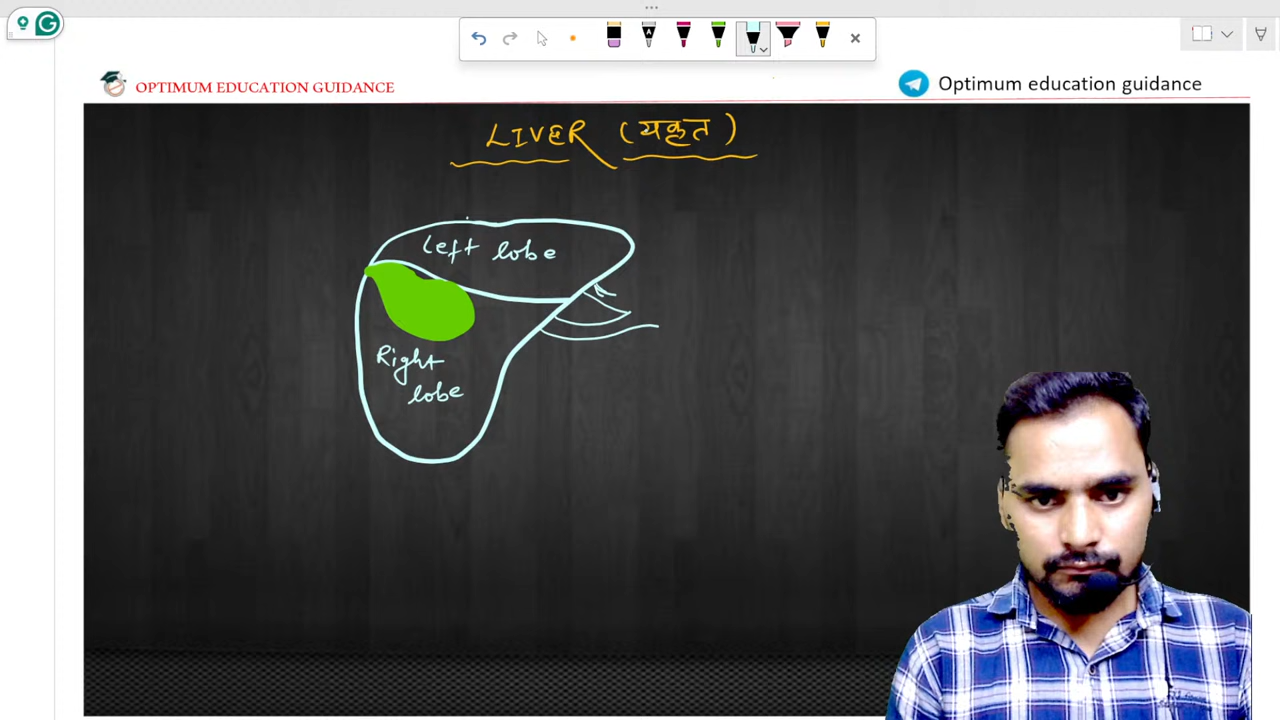 OPTIMUM EDUCATION GUIDANCE
Optimum education guidance
LIVER (यकृत)
Left lobe
Right
lobe